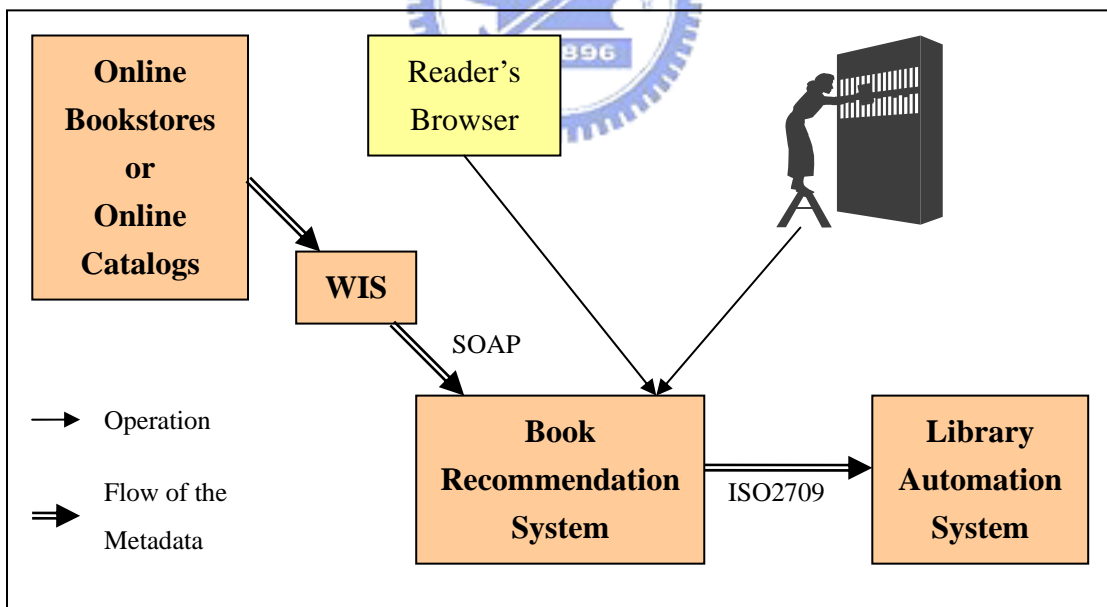 Online
Bookstores
or
Online
Catalogs
Reader's
Browser
896
WIS
SOAP
Operation
Flow of the
Metadata
Book
Recommendation
System
ISO2709
Library
Automation
System